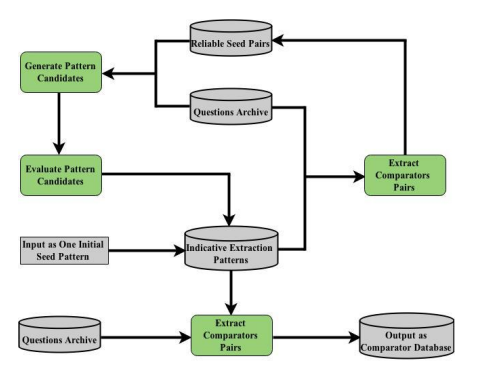 Reliable Seed Pairs
Generate Pattern
Candidates
Questions Archive
Evaluate Pattern
Candidates
Extract
Comparators
Pairs
Input as One Initial
Seed Pattern
Indicative Extraction
Patterns
Questions Archive
Extract
Comparators
Pairs
Output as
Comparator Database